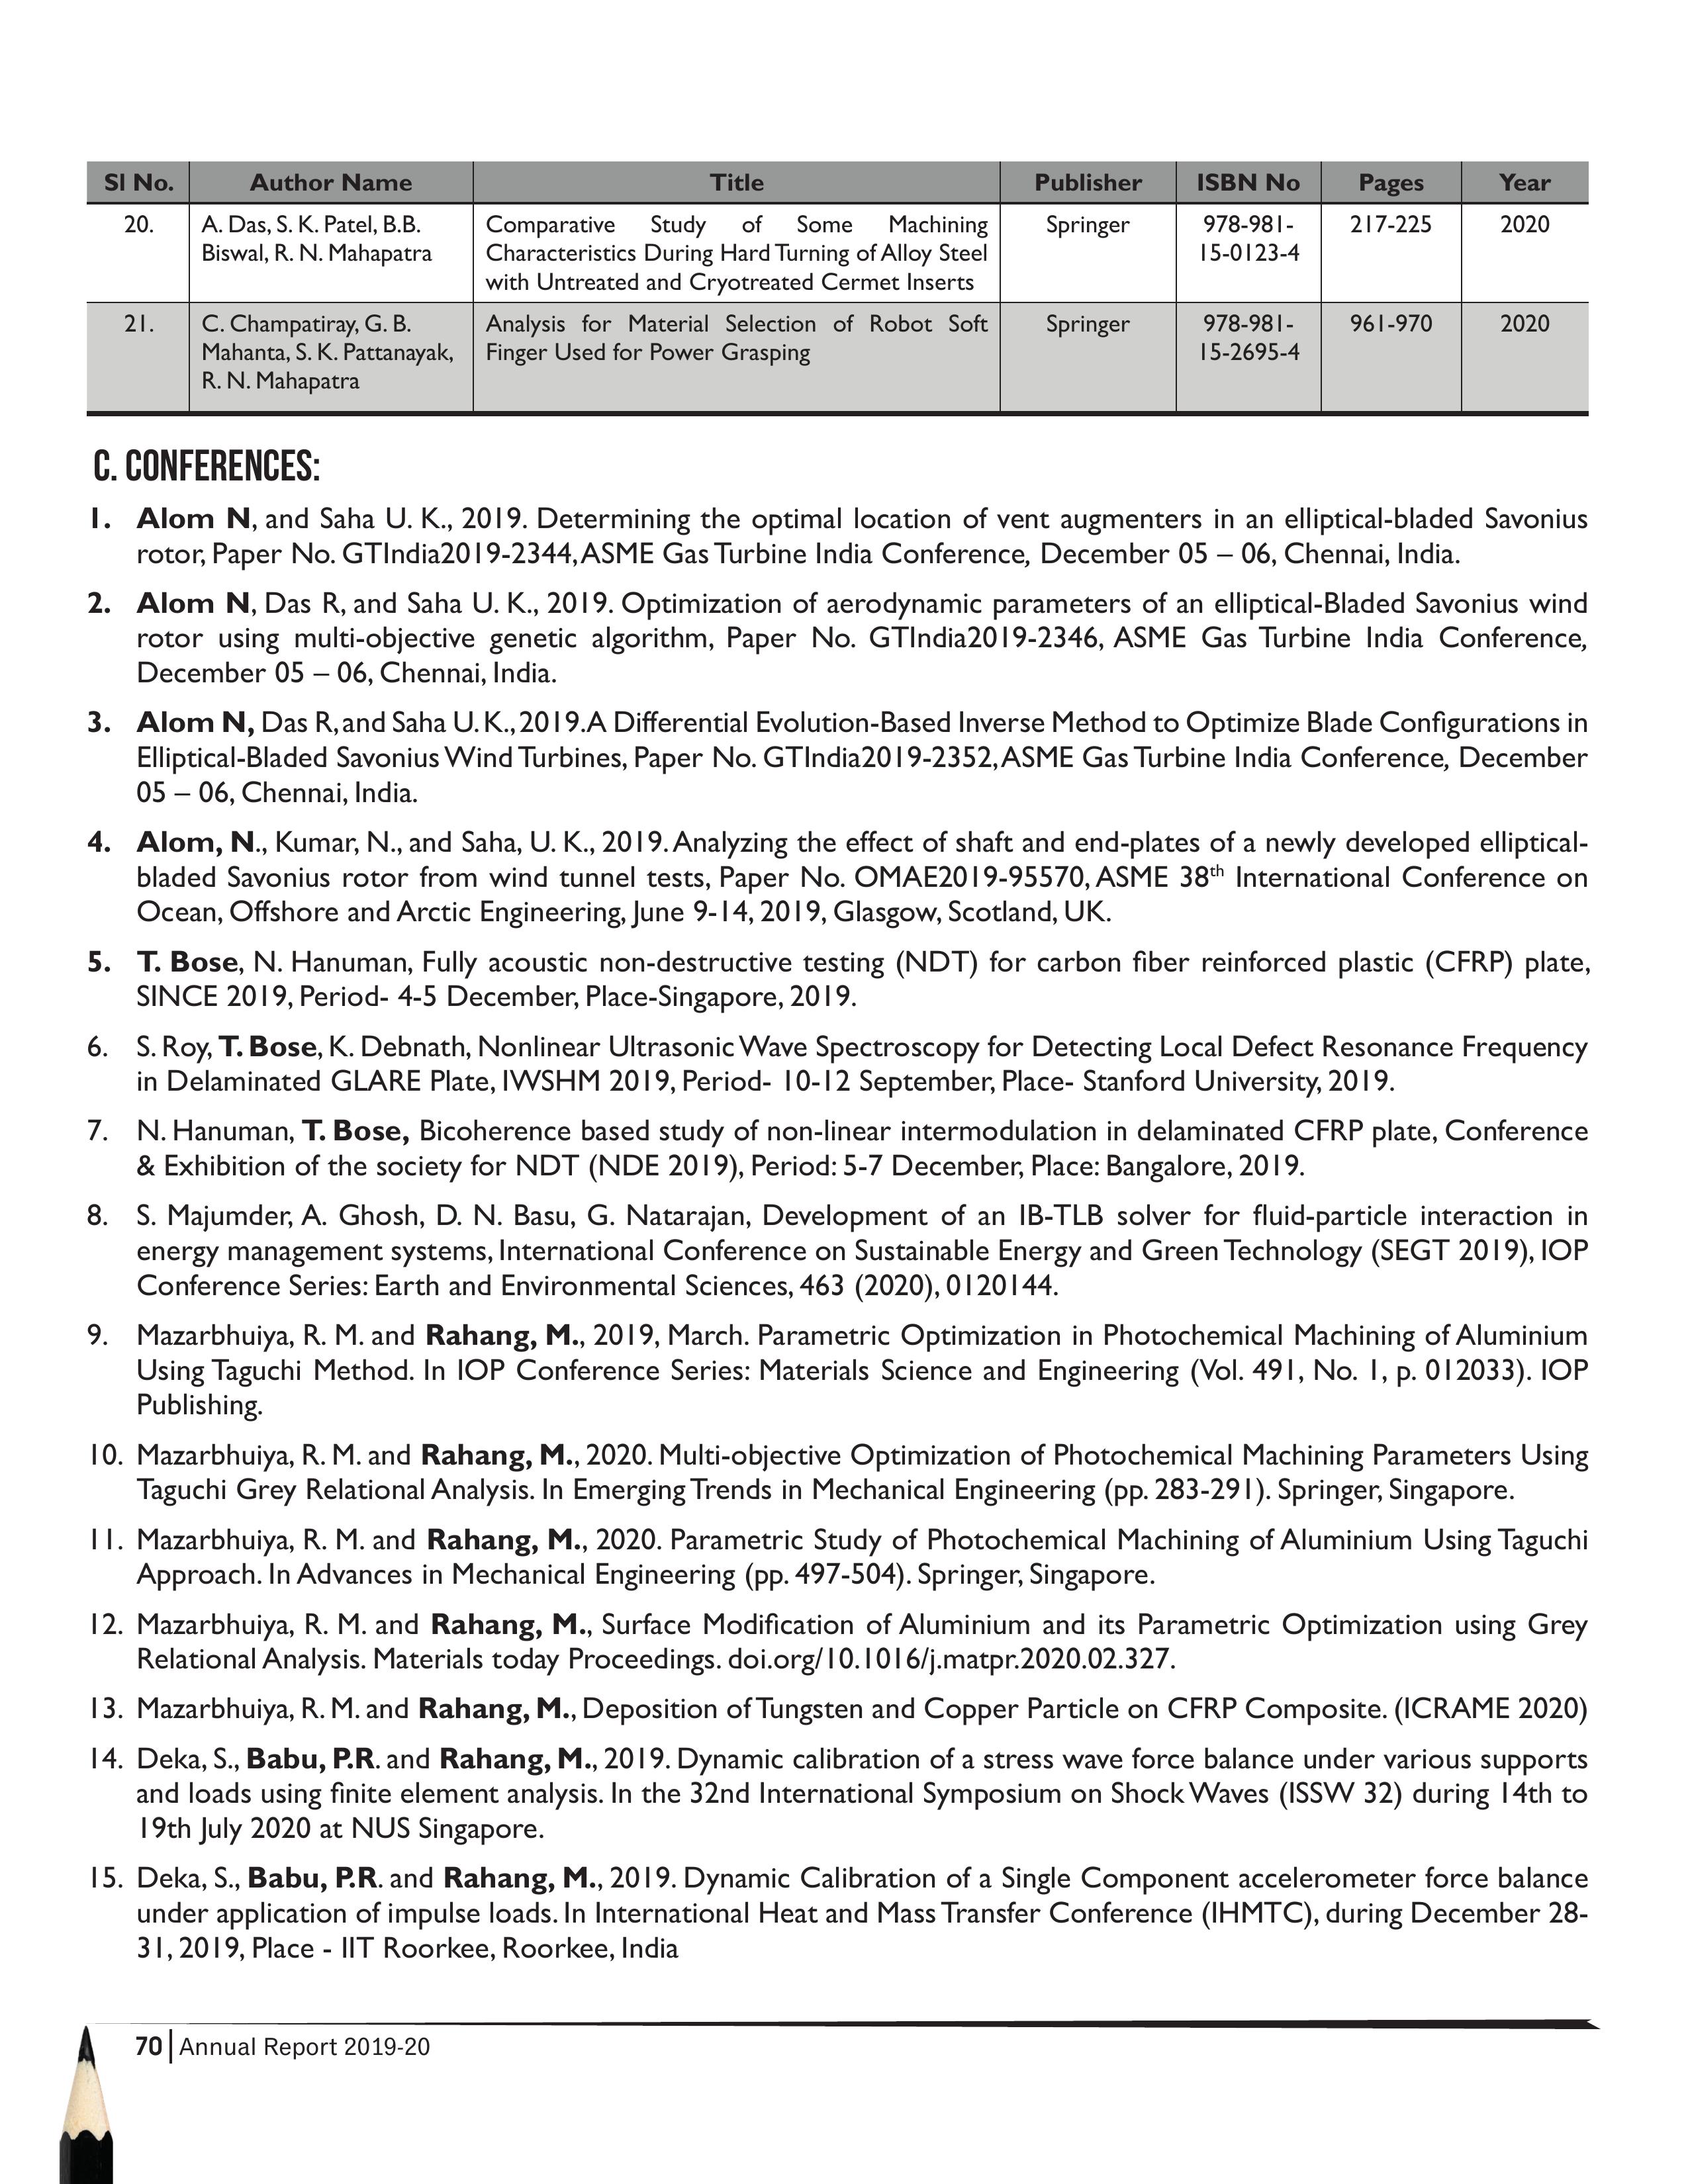 Sl No. Author Name Title Publisher ISBN No Pages Year
20. A. Das, S. K. Patel, B.B. Biswal, R. N. Mahapatra Comparative Study of Some Machining Characteristics During Hard Turning of Alloy Steel with Untreated and Cryotreated Cermet Inserts Springer 978-981-15-0123-4 217-225 2020
21. C. Champatiray, G. B. Mahanta, S. K. Pattanayak, R. N. Mahapatra Analysis for Material Selection of Robot Soft Finger Used for Power Grasping Springer 978-981-15-2695-4 961-970 2020
C. CONFERENCES:
1. Alom N, and Saha U. K., 2019. Determining the optimal location of vent augmenters in an elliptical-bladed Savonius
rotor, Paper No. GTIndia2019-2344, ASME Gas Turbine India Conference, December 05 – 06, Chennai, India.
2. Alom N, Das R, and Saha U. K., 2019. Optimization of aerodynamic parameters of an elliptical-Bladed Savonius wind
rotor using multi-objective genetic algorithm, Paper No. GTIndia2019-2346, ASME Gas Turbine India Conference,
December 05 – 06, Chennai, India.
3. Alom N, Das R, and Saha U. K., 2019. A Differential Evolution-Based Inverse Method to Optimize Blade Configurations in
Elliptical-Bladed Savonius Wind Turbines, Paper No. GTIndia2019-2352, ASME Gas Turbine India Conference, December
05 – 06, Chennai, India.
4. Alom, N., Kumar, N., and Saha, U. K., 2019. Analyzing the effect of shaft and end-plates of a newly developed elliptical-
bladed Savonius rotor from wind tunnel tests, Paper No. OMAE2019-95570, ASME 38th International Conference on
Ocean, Offshore and Arctic Engineering, June 9-14, 2019, Glasgow, Scotland, UK.
5. T. Bose, N. Hanuman, Fully acoustic non-destructive testing (NDT) for carbon fiber reinforced plastic (CFRP) plate,
SINCE 2019, Period- 4-5 December, Place-Singapore, 2019.
6. S. Roy, T. Bose, K. Debnath, Nonlinear Ultrasonic Wave Spectroscopy for Detecting Local Defect Resonance Frequency
in Delaminated GLARE Plate, IWSHM 2019, Period- 10-12 September, Place- Stanford University, 2019.
7. N. Hanuman, T. Bose, Bicoherence based study of non-linear intermodulation in delaminated CFRP plate, Conference
& Exhibition of the society for NDT (NDE 2019), Period: 5-7 December, Place: Bangalore, 2019.
8. S. Majumder, A. Ghosh, D. N. Basu, G. Natarajan, Development of an IB-TLB solver for fluid-particle interaction in
energy management systems, International Conference on Sustainable Energy and Green Technology (SEGT 2019), IOP
Conference Series: Earth and Environmental Sciences, 463 (2020), 0120144.
9. Mazarbhuiya, R. M. and Rahang, M., 2019, March. Parametric Optimization in Photochemical Machining of Aluminium
Using Taguchi Method. In IOP Conference Series: Materials Science and Engineering (Vol. 491, No. 1, p. 012033). IOP
Publishing.
10. Mazarbhuiya, R. M. and Rahang, M., 2020. Multi-objective Optimization of Photochemical Machining Parameters Using
Taguchi Grey Relational Analysis. In Emerging Trends in Mechanical Engineering (pp. 283-291). Springer, Singapore.
11. Mazarbhuiya, R. M. and Rahang, M., 2020. Parametric Study of Photochemical Machining of Aluminium Using Taguchi
Approach. In Advances in Mechanical Engineering (pp. 497-504). Springer, Singapore.
12. Mazarbhuiya, R. M. and Rahang, M., Surface Modification of Aluminium and its Parametric Optimization using Grey
Relational Analysis. Materials today Proceedings. doi.org/10.1016/j.matpr.2020.02.327.
13. Mazarbhuiya, R. M. and Rahang, M., Deposition of Tungsten and Copper Particle on CFRP Composite. (ICRAME 2020)
14. Deka, S., Babu, P.R. and Rahang, M., 2019. Dynamic calibration of a stress wave force balance under various supports
and loads using finite element analysis. In the 32nd International Symposium on Shock Waves (ISSW 32) during 14th to
19th July 2020 at NUS Singapore.
15. Deka, S., Babu, P.R. and Rahang, M., 2019. Dynamic Calibration of a Single Component accelerometer force balance
under application of impulse loads. In International Heat and Mass Transfer Conference (IHMTC), during December 28-
31, 2019, Place - IIT Roorkee, Roorkee, India
70 Annual Report 2019-20